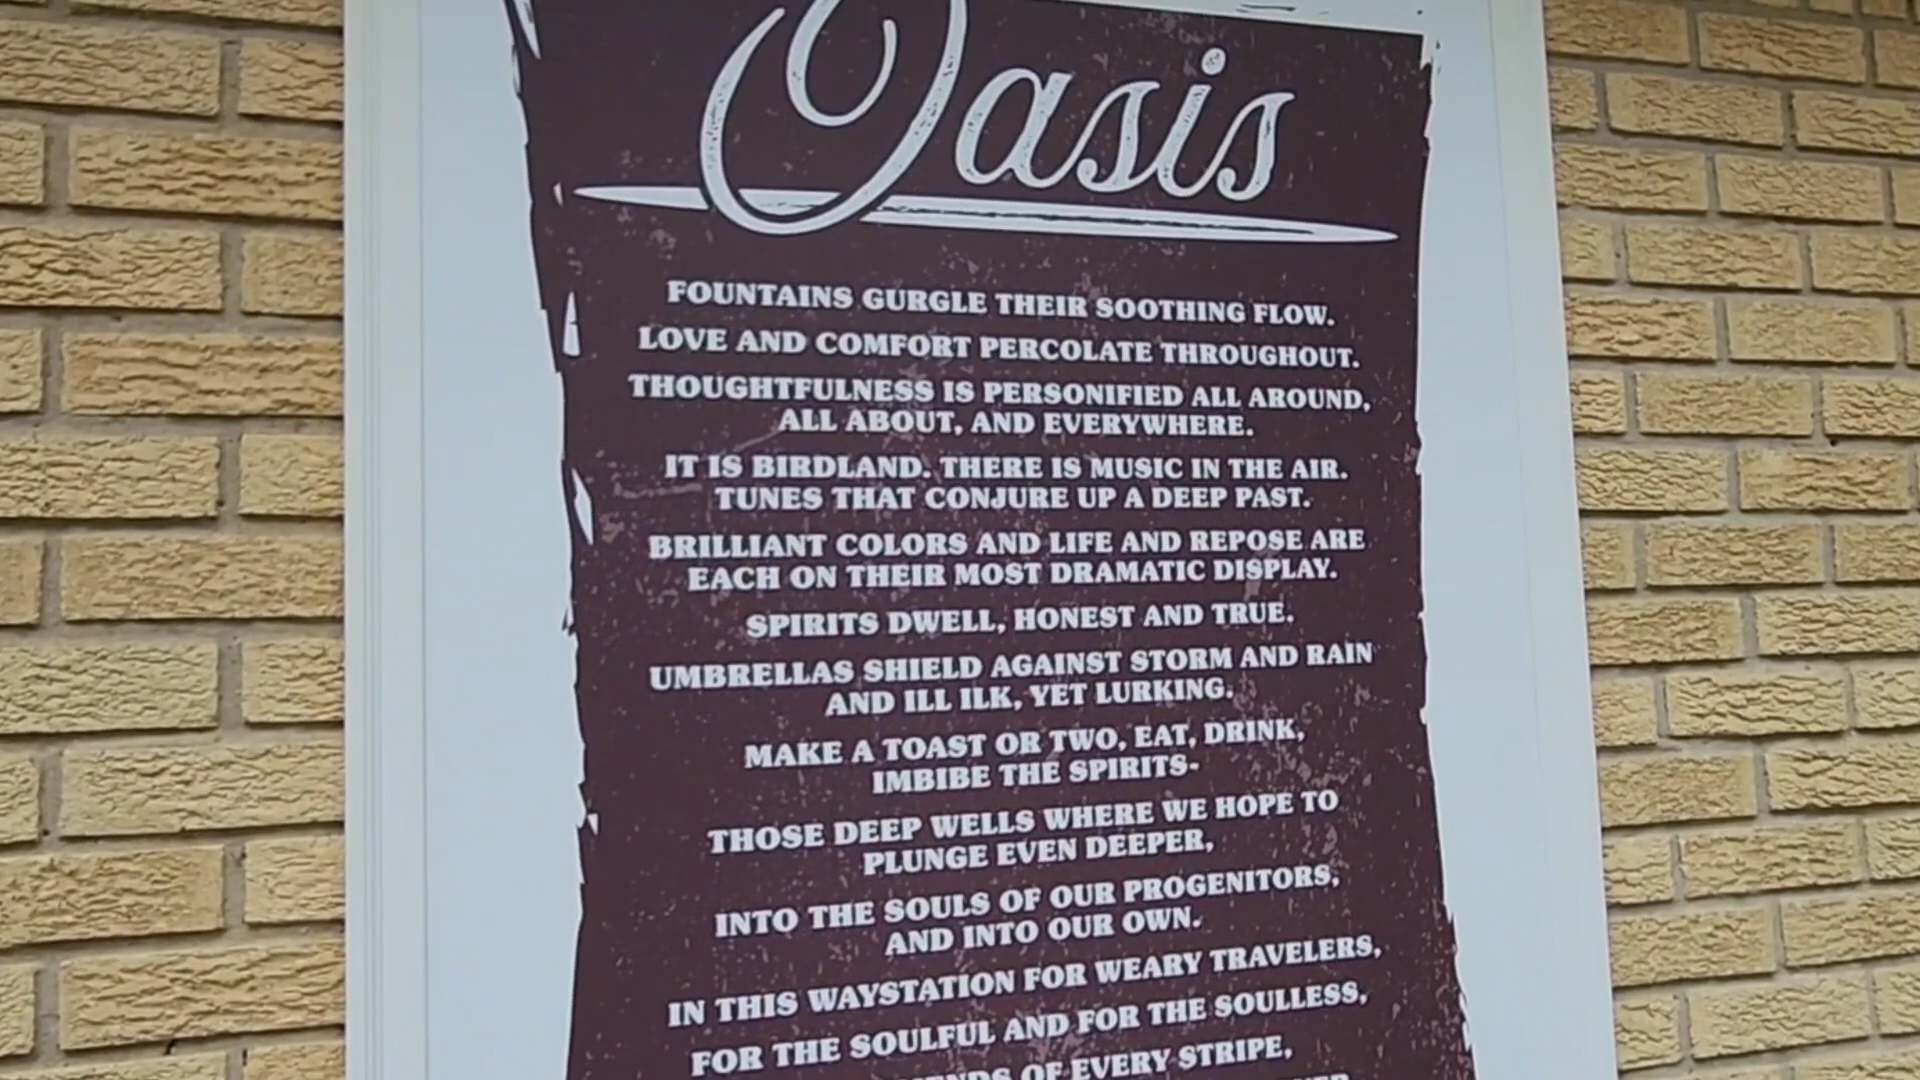 Oasis
FOUNTAINS GURGLE THEIR SOOTHING FLOW.
LOVE AND COMFORT PERCOLATE THROUGHOUT.
THOUGHTFULNESS IS PERSONIFIED ALL AROUND,
ALL ABOUT, AND EVERYWHERE.
IT IS BIRDLAND. THERE IS MUSIC IN THE AIR.
TUNES THAT CONJURE UP A DEEP PAST.
BRILLIANT COLORS AND LIFE AND REPOSE ARE
EACH ON THEIR MOST DRAMATIC DISPLAY.
SPIRITS DWELL, HONEST AND TRUE.
UMBRELLAS SHIELD AGAINST STORM AND RAIN
AND ILL ILK, YET LURKING.
MAKE A TOAST OR TWO, EAT, DRINK,
IMBIBE THE SPIRITS-
THOSE DEEP WELLS WHERE WE HOPE TO
PLUNGE EVEN DEEPER,
INTO THE SOULS OF OUR PROGENITORS,
AND INTO OUR OWN.
IN THIS WAYSTATION FOR WEARY TRAVELERS,
FOR THE SOULFUL AND FOR THE SOULLESS,
OF EVERY STRIPE,